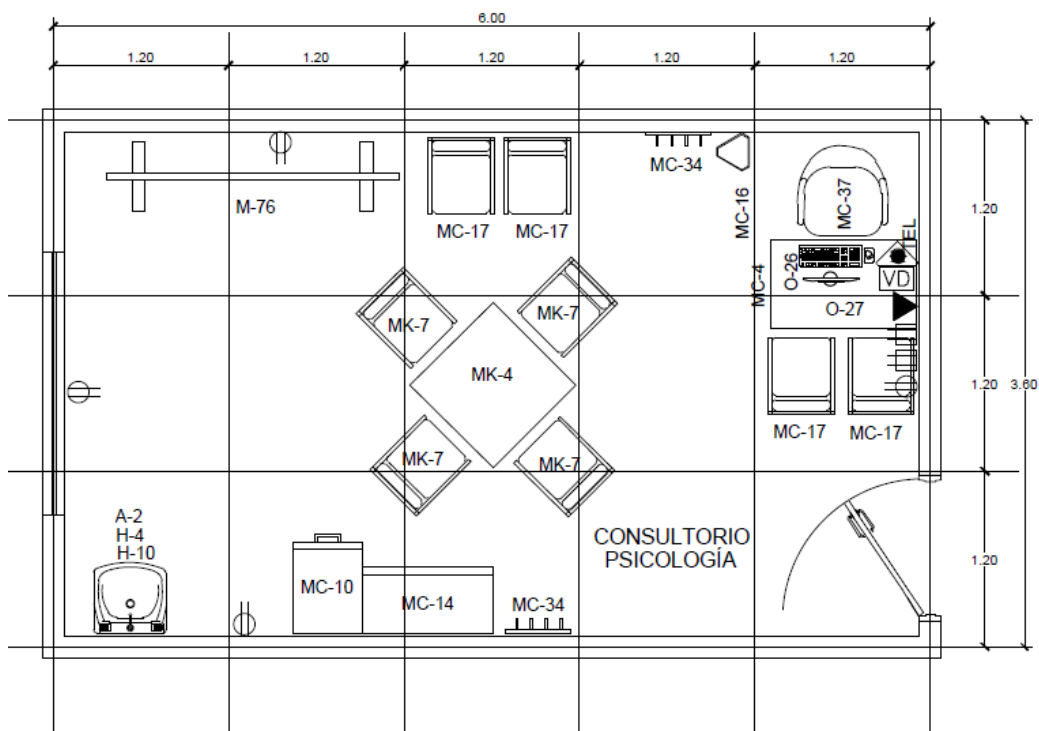 6.00
1.20
1.20
1.20
1.20
1.20
M-76
MC-17
MC-17
MC-34
MC-16
MC-37
TEL
1.20
MC-4
O-26
VD
O-27
MK-7
MK-7
MK-4
MC-17
MC-17
1.20
3.60
MK-7
MK-7
A-2
H-4
H-10
MC-10
MC-14
MC-34
CONSULTORIO
PSICOLOGÍA
1.20